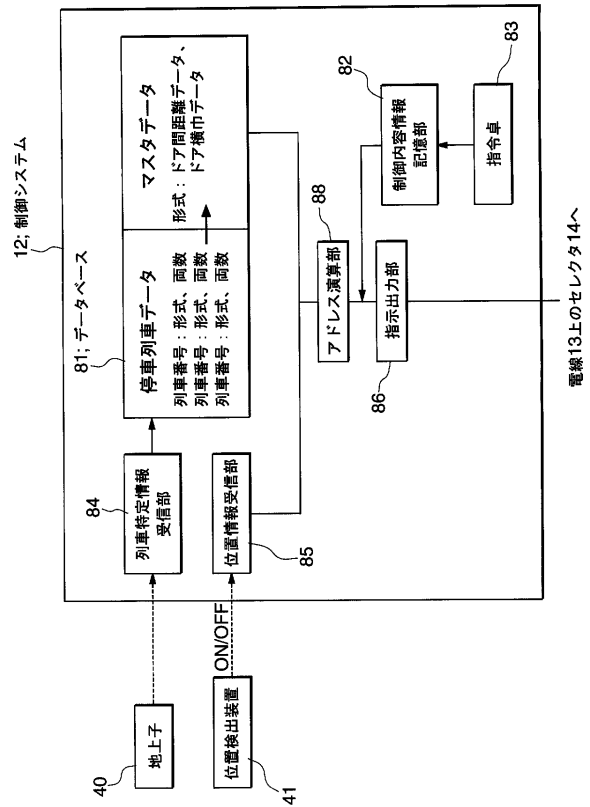 12；制御システム
81；データベース
停車列車データ
列車番号：形式、両数
列車番号：形式、両数
列車番号：形式、両数
マスタデータ
形式：ドア間距離データ、
ドア横巾データ
84
列車特定情報
受信部
40
地上子
ON/OFF
位置情報受信部
85
位置検出装置
41
88
アドレス演算部
82
制御内容情報
記憶部
指示出力部
86
83
指令卓
電線13上のセレクタ14へ